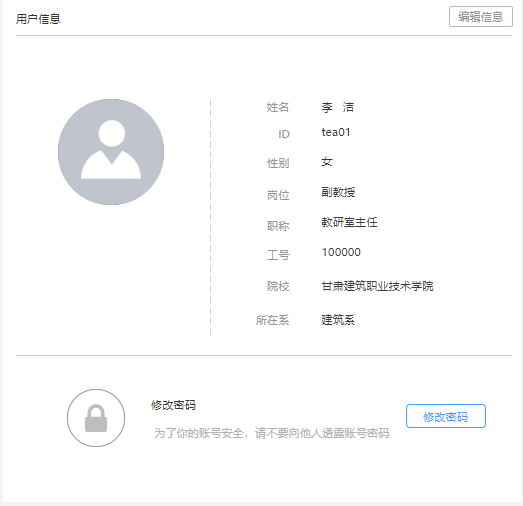 用户信息 编辑信息
姓名 李 洁
ID tea01
性别 女
岗位 副教授
职称 教研室主任
工号 100000
院校 甘肃建筑职业技术学院
所在系 建筑系
修改密码
为了你的账号安全，请不要向他人透露账号密码
修改密码